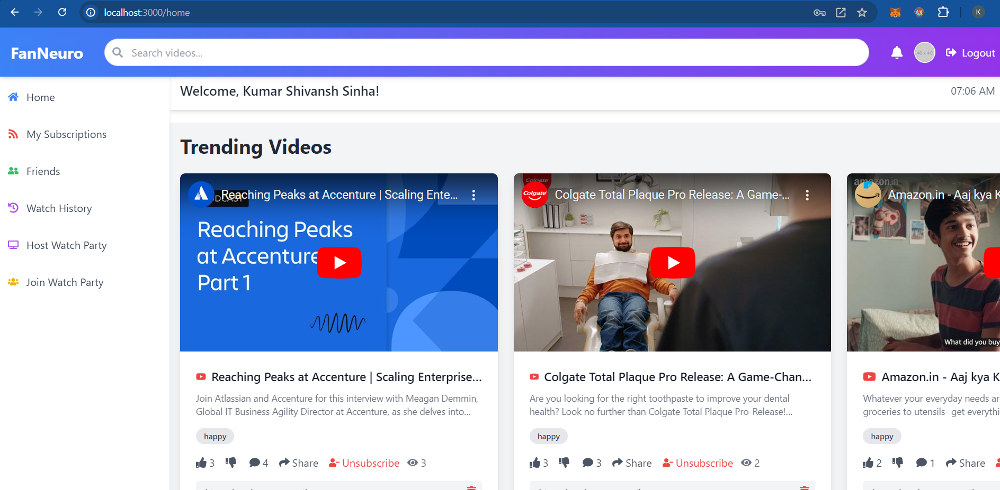 localhost:3000/home
K
FanNeuro
Search videos...
40 x 40
Logout
Home
My Subscriptions
Friends
Watch History
Host Watch Party
Join Watch Party
Welcome, Kumar Shivansh Sinha!
07:06 AM
Trending Videos
Reaching Peaks at Accenture | Scaling Ente...
Reaching Peaks
at Accenture
Part 1
Reaching Peaks at Accenture | Scaling Enterprise...
Join Atlassian and Accenture for this interview with Meagan Demmin,
Global IT Business Agility Director at Accenture, as she delves into...
happy
3 4 Share Unsubscribe 3
Colgate
Colgate
Colgate Total Plaque Pro Release: A Game-...
Colgate Total Plaque Pro Release: A Game-Chan...
Are you looking for the right toothpaste to improve your dental
health? Look no further than Colgate Total Plaque Pro-Release!...
happy
3 3 Share Unsubscribe 2
amazon.in
Amazon.in - Aaj kya K
What did you buy
Amazon.in - Aaj kya K
Whatever your everyday needs ar
groceries to utensils- get everythi
happy
2 1 Share